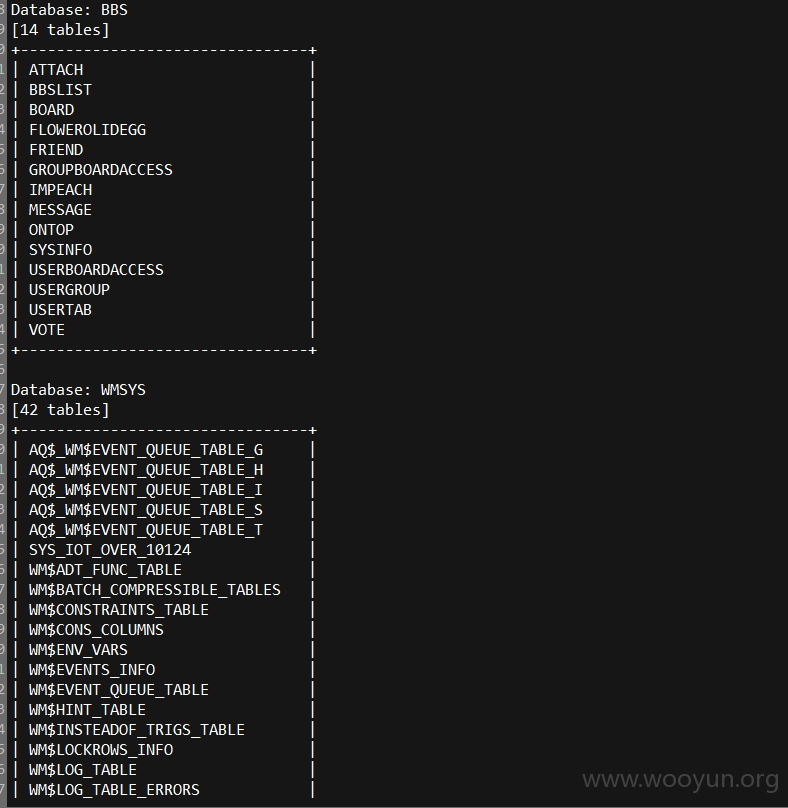 Database: BBS
[14 tables]
+--------------------------------+
| ATTACH                         |
| BBSLIST                        |
| BOARD                          |
| FLOWEROLIDEGG                  |
| FRIEND                         |
| GROUPBOARDACCESS               |
| IMPEACH                        |
| MESSAGE                        |
| ONTOP                          |
| SYSINFO                        |
| USERBOARDACCESS                |
| USERGROUP                      |
| USERTAB                        |
| VOTE                           |
+--------------------------------+
Database: WMSYS
[42 tables]
+--------------------------------+
| AQ$_WM$EVENT_QUEUE_TABLE_G     |
| AQ$_WM$EVENT_QUEUE_TABLE_H     |
| AQ$_WM$EVENT_QUEUE_TABLE_I     |
| AQ$_WM$EVENT_QUEUE_TABLE_S     |
| AQ$_WM$EVENT_QUEUE_TABLE_T     |
| SYS_IOT_OVER_10124             |
| WM$ADT_FUNC_TABLE              |
| WM$BATCH_COMPRESSIBLE_TABLES   |
| WM$CONSTRAINTS_TABLE           |
| WM$CONS_COLUMNS                |
| WM$ENV_VARS                    |
| WM$EVENTS_INFO                 |
| WM$EVENT_QUEUE_TABLE           |
| WM$HINT_TABLE                  |
| WM$INSTEADOF_TRIGS_TABLE       |
| WM$LOCKROWS_INFO               |
| WM$LOG_TABLE                   |
| WM$LOG_TABLE_ERRORS            |
www.wooyun.org